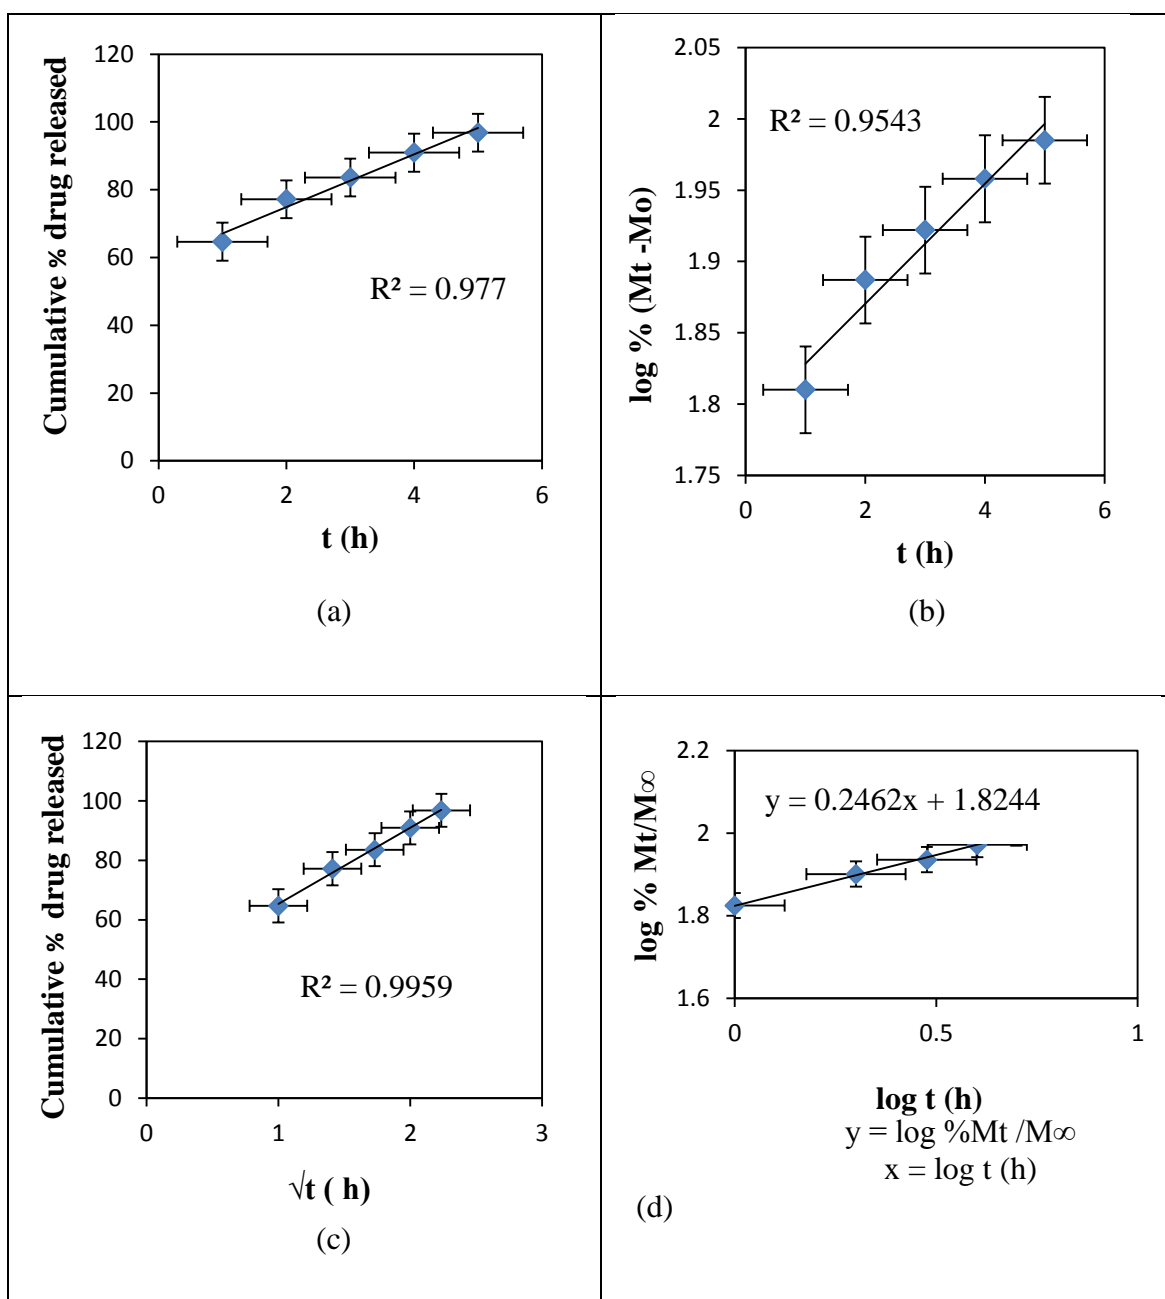 Cumulative % drug released
120
100
80
60
40
20
0
R² = 0.977
0 2 4 6
t (h)
(a)
log % (Mt -Mo)
2.05
2
1.95
1.9
1.85
1.8
1.75
R² = 0.9543
0 2 4 6
t (h)
(b)
Cumulative % drug released
120
100
80
60
40
20
0
R² = 0.9959
0 1 2 3
√t ( h)
(c)
log % Mt/M∞
2.2
2
1.8
1.6
y = 0.2462x + 1.8244
0 0.5 1
log t (h)
y = log %Mt /M∞
x = log t (h)
(d)